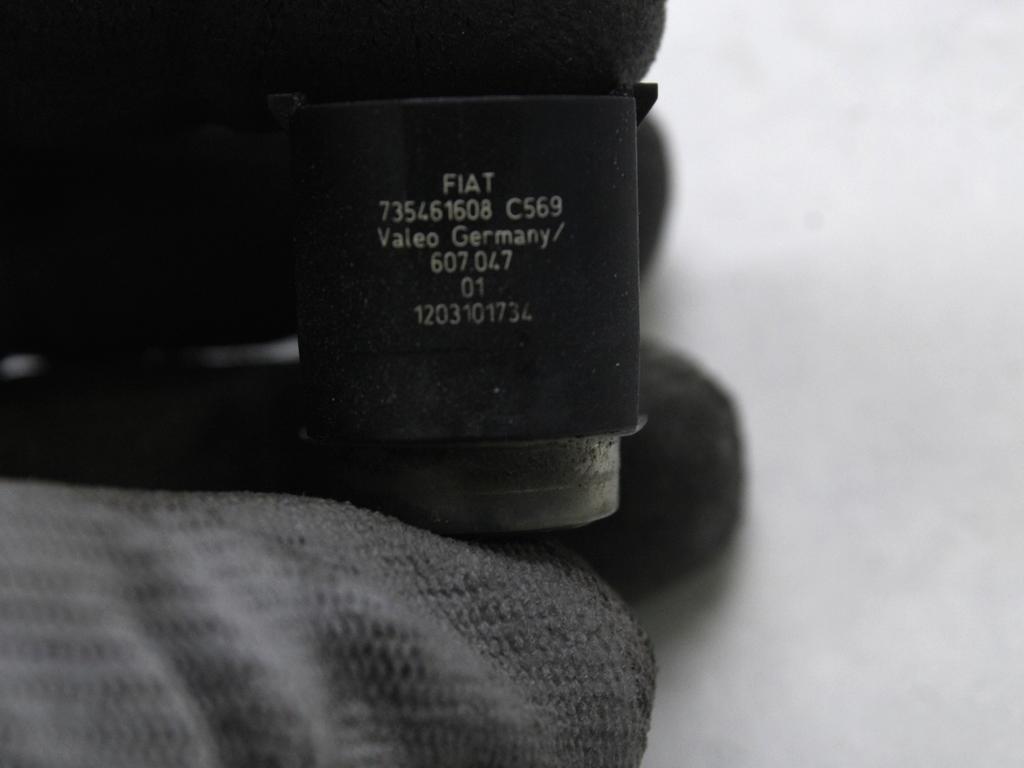 FIAT
735461608 C569
Valeo Germany/
607.047
01
1203101734